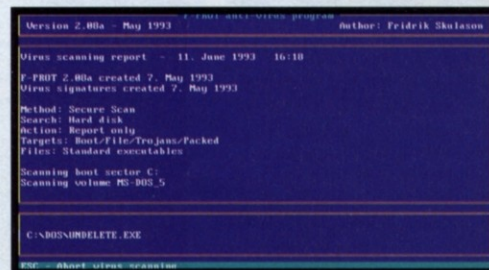 F-PROT anti-virus program
Version 2.08a - May 1993 Author: Fridrik Skulason
Virus scanning report - 11. June 1993 16:18
F-PROT 2.08a created 7. May 1993
Virus signatures created 7. May 1993
Method: Secure Scan
Search: Hard disk
Action: Report only
Targets: Boot/File/Trojans/Packed
Files: Standard executables
Scanning boot sector C:
Scanning volume MS-DOS_5
C:\DOS\UNDELETE.EXE
ESC - Abort virus scanning